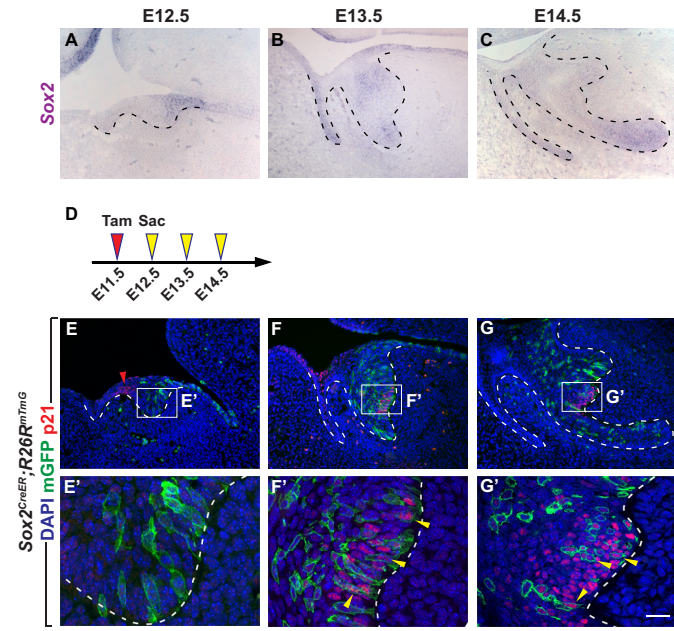 E12.5 E13.5 E14.5
A B C
Sox2
D
Tam Sac
E11.5 E12.5 E13.5 E14.5
Sox2CreER;R26RmTmG
DAPI mGFP p21
E F G
E' F' G'
E' F' G'